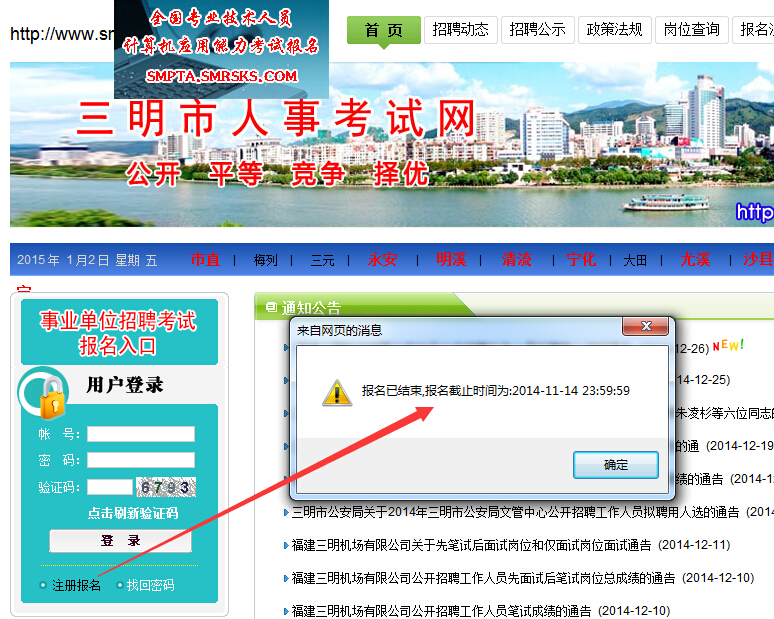 http://www.sm
全国专业技术人员
计算机应用能力考试报名
SMPTA.SMRSKS.COM
首 页 招聘动态 招聘公示 政策法规 岗位查询 报名
三明市人事考试网
公开 平等 竞争 择优
http
2015年 1月2日 星期 五 市直 | 梅列 | 三元 | 永安 | 明溪 | 清流 | 宁化 | 大田 | 尤溪 | 沙县
事业单位招聘考试
报名入口
用户登录
帐 号:
密 码:
验证码: 6793
点击刷新验证码
登 录
注册报名 找回密码
通知公告
12-26) NEW!
14-12-25)
朱凌杉等六位同志的
的通 (2014-12-19
绩的通告 (2014-12
来自网页的消息
报名已结束,报名截止时间为:2014-11-14 23:59:59
确定
三明市公安局关于2014年三明市公安局文管中心公开招聘工作人员拟聘用人选的通告 (2014
福建三明机场有限公司关于先笔试后面试岗位和仅面试岗位面试通告 (2014-12-11)
福建三明机场有限公司公开招聘工作人员先面试后笔试岗位总成绩的通告 (2014-12-10)
福建三明机场有限公司公开招聘工作人员笔试成绩的通告 (2014-12-10)